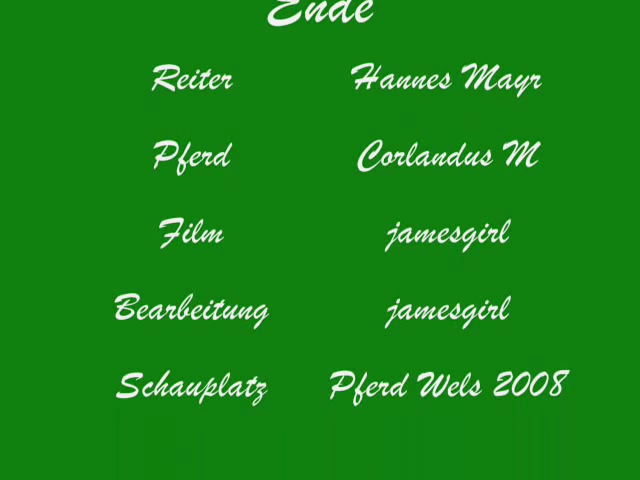 Ende
Reiter Hannes Mayr
Pferd Corlandus M
Film jamesgirl
Bearbeitung jamesgirl
Schauplatz Pferd Wels 2008